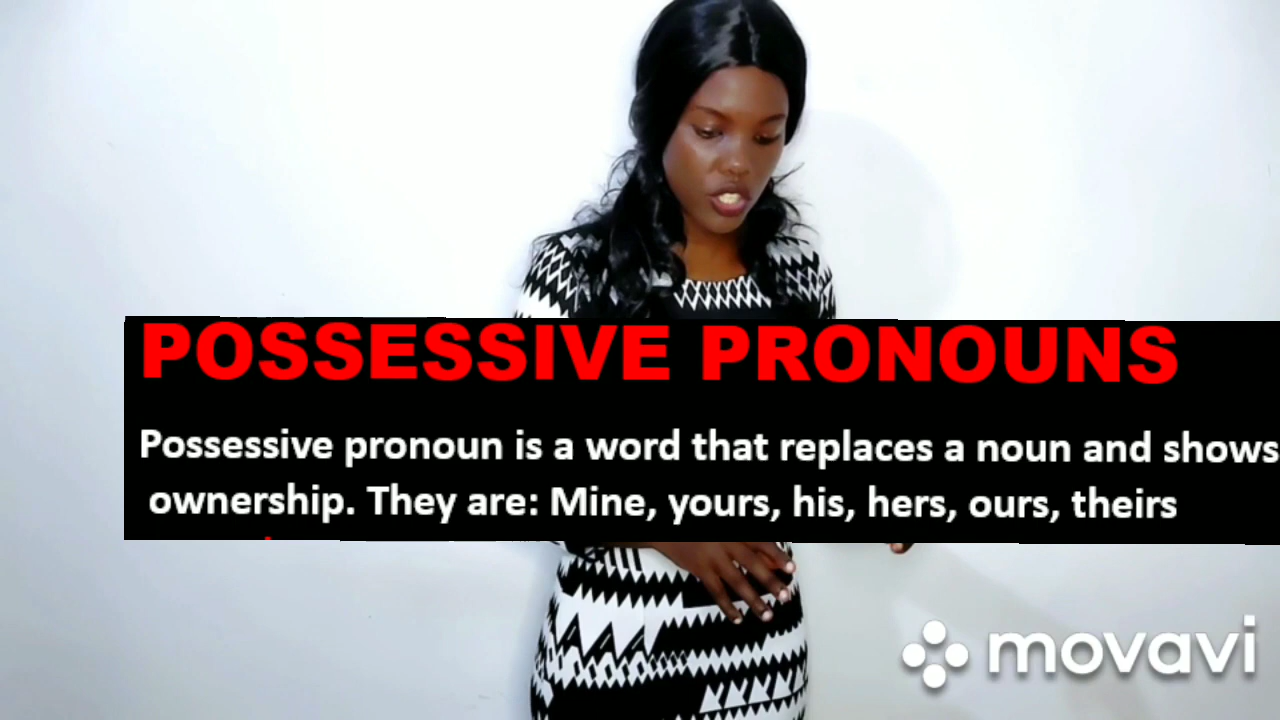 POSSESSIVE PRONOUNS
Possessive pronoun is a word that replaces a noun and shows
ownership. They are: Mine, yours, his, hers, ours, theirs
movavi